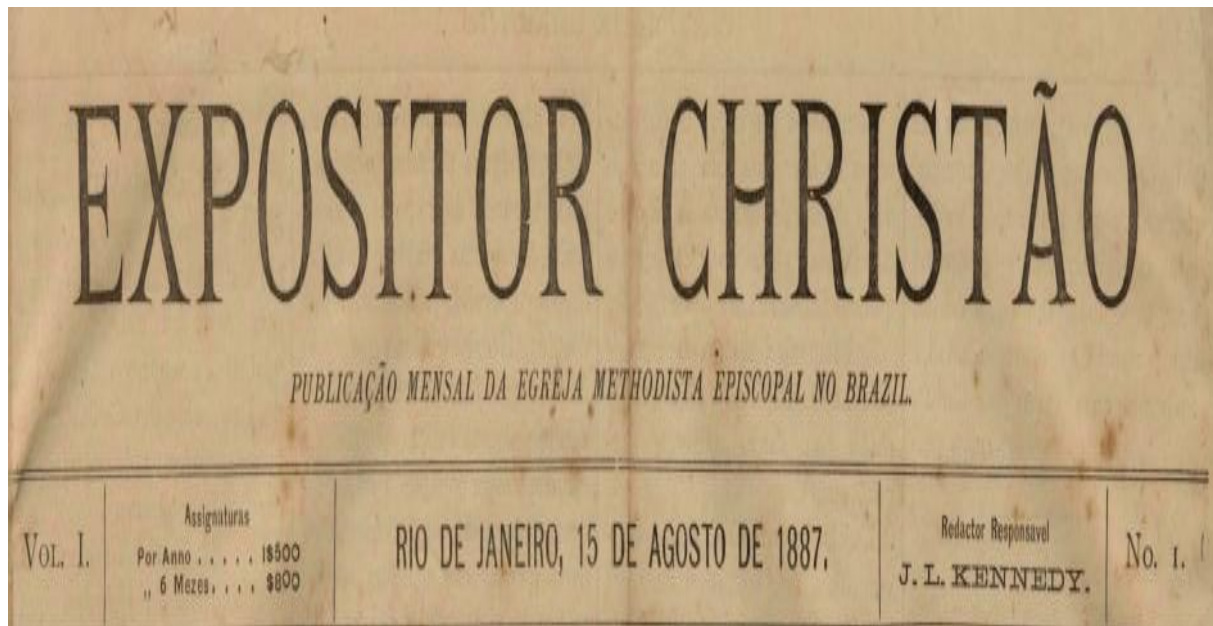 EXPOSITOR CHRISTÃO
PUBLICAÇÃO MENSAL DA EGREJA METHODISTA EPISCOPAL NO BRAZIL.
VOL. I.
Assignaturas
Por Anno . . . . . 1$500
„ 6 Mezes. . . . $800
RIO DE JANEIRO, 15 DE AGOSTO DE 1887.
Redactor Responsavel
J. L. KENNEDY.
No. 1.